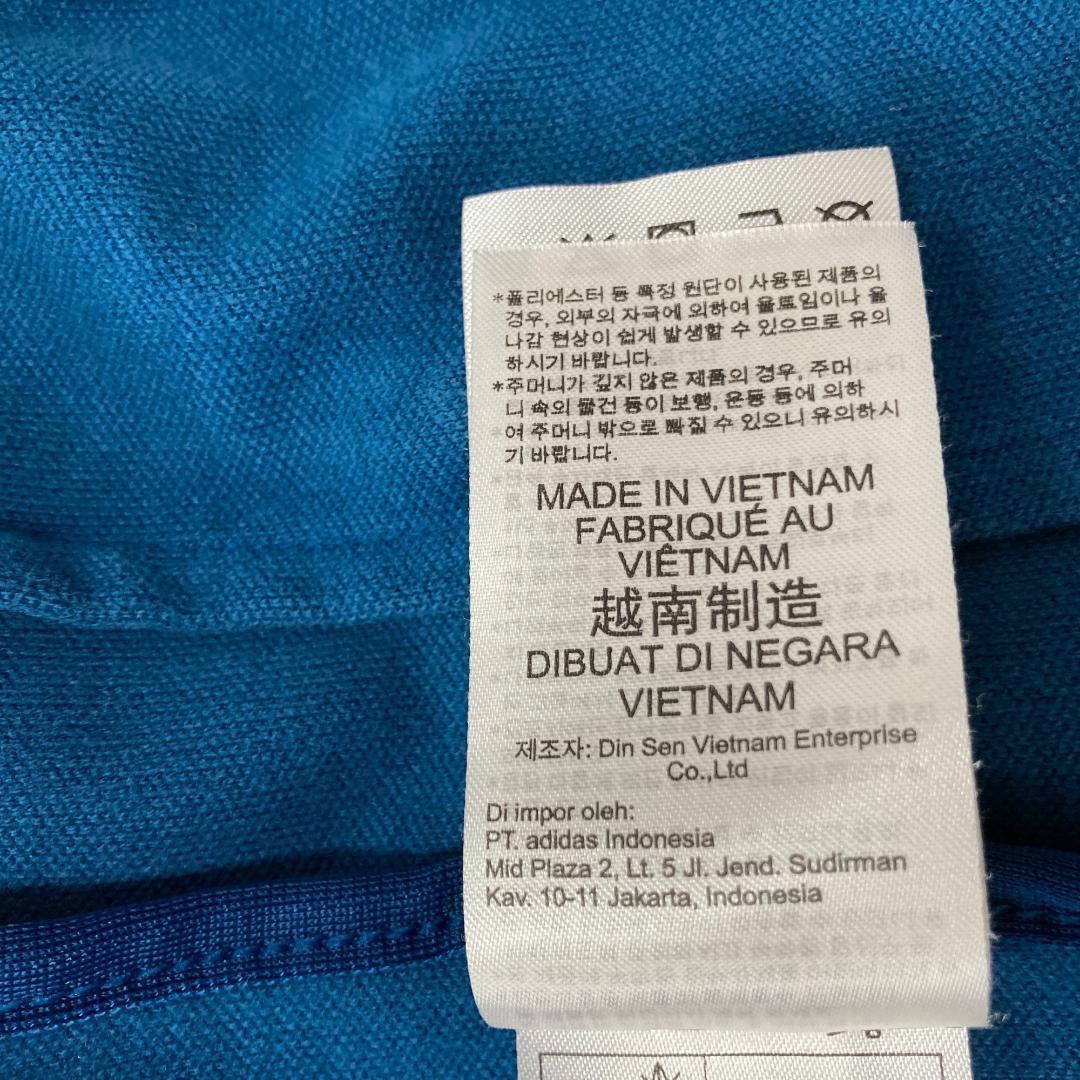 *폴리에스터 등 특정 원단이 사용된 제품의
경우, 외부의 자극에 의하여 올트임이나 올
나감 현상이 쉽게 발생할 수 있으므로 유의
하시기 바랍니다.
*주머니가 깊지 않은 제품의 경우, 주머
니 속의 물건 등이 보행, 운동 등에 의하
여 주머니 밖으로 빠질 수 있으니 유의하시
기 바랍니다.
MADE IN VIETNAM
FABRIQUÉ AU
VIÊTNAM
越南制造
DIBUAT DI NEGARA
VIETNAM
제조자: Din Sen Vietnam Enterprise
Co.,Ltd
Di impor oleh:
PT. adidas Indonesia
Mid Plaza 2, Lt. 5 Jl. Jend. Sudirman
Kav. 10-11 Jakarta, Indonesia